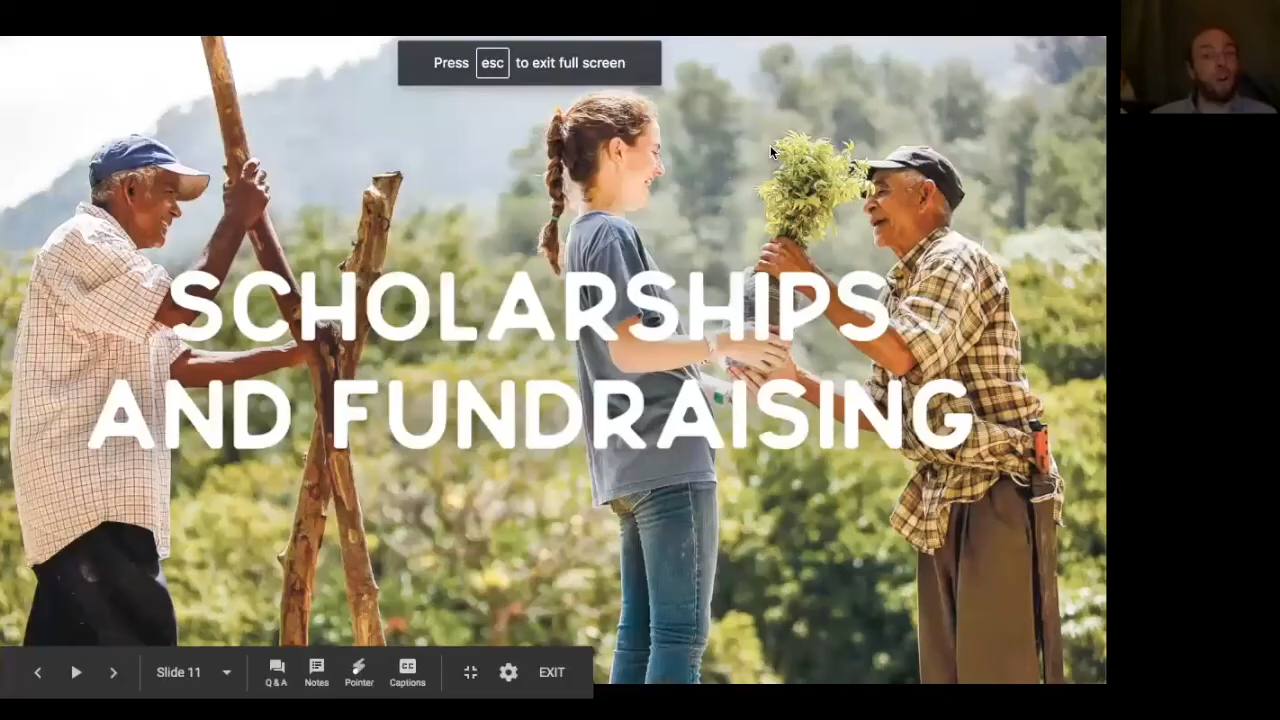 Press esc to exit full screen
SCHOLARSHIPS
AND FUNDRAISING
Slide 11
Q & A
Notes
Pointer
Captions
EXIT